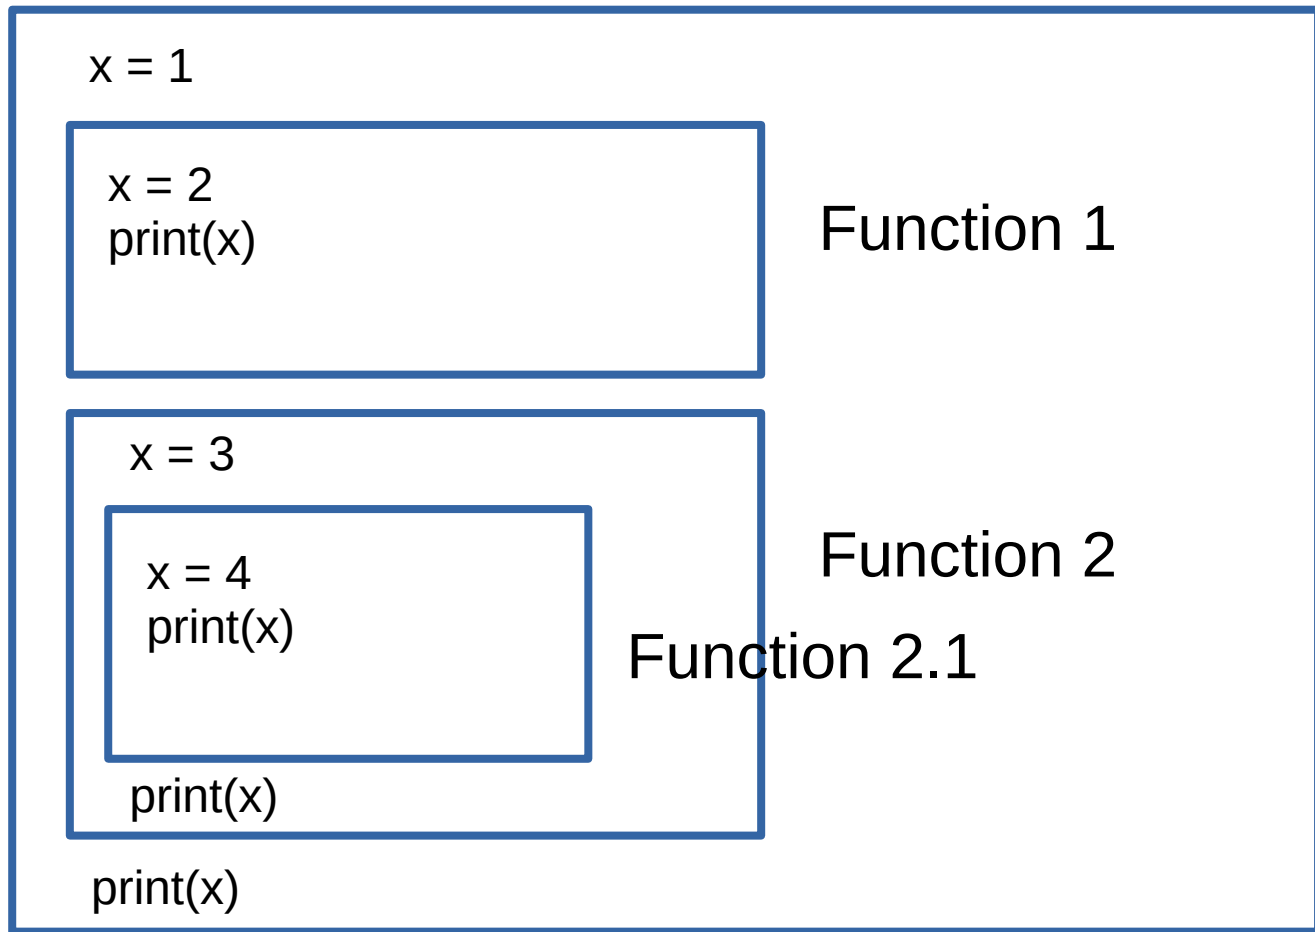 x = 1
x = 2
print(x)
Function 1
x = 3
Function 2
x = 4
print(x)
Function 2.1
print(x)
print(x)